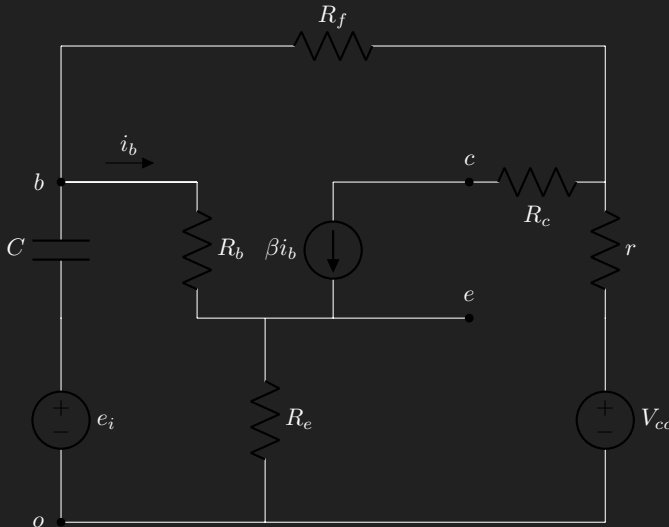 R_f
i_b
b
c
R_c
C
R_b
βi_b
r
e
+
−
e_i
R_e
+
−
V_cc
o